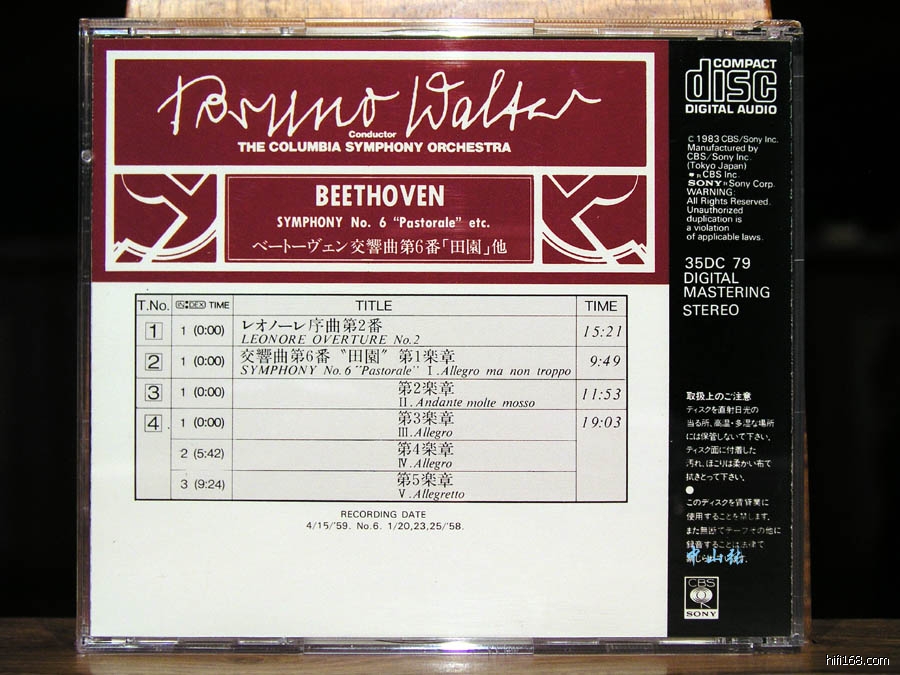 Bruno Walter
Conductor
THE COLUMBIA SYMPHONY ORCHESTRA
BEETHOVEN
SYMPHONY No. 6 "Pastorale" etc.
ベートーヴェン交響曲第6番「田園」他
T.No. INDEX TIME TITLE TIME
1 1 (0:00) レオノーレ序曲第2番 15:21
LEONORE OVERTURE No.2
2 1 (0:00) 交響曲第6番〝田園〟第1楽章 9:49
SYMPHONY No.6 "Pastorale" I.Allegro ma non troppo
3 1 (0:00) 第2楽章 11:53
II.Andante molte mosso
4 1 (0:00) 第3楽章 19:03
III.Allegro
2 (5:42) 第4楽章
IV.Allegro
3 (9:24) 第5楽章
V.Allegretto
RECORDING DATE
4/15/'59. No.6. 1/20,23,25/'58.
COMPACT
disc
DIGITAL AUDIO
C 1983 CBS/Sony Inc.
Manufactured by
CBS/Sony Inc.
(Tokyo Japan)
R CBS Inc.
SONY R Sony Corp.
WARNING:
All Rights Reserved.
Unauthorized
duplication is
a violation
of applicable laws.
35DC 79
DIGITAL
MASTERING
STEREO
取扱上のご注意
ディスクを直射日光の
当る所、高温・多湿な場所
には保管しないで下さい。
ディスク面に付着した
汚れ、ほこりは柔かい布で
拭きとって下さい。
●
このディスクを賃貸業に
使用することを禁じます。
また無断でテープその他に
録音することは法律で
CBS
SONY
hifi168.com